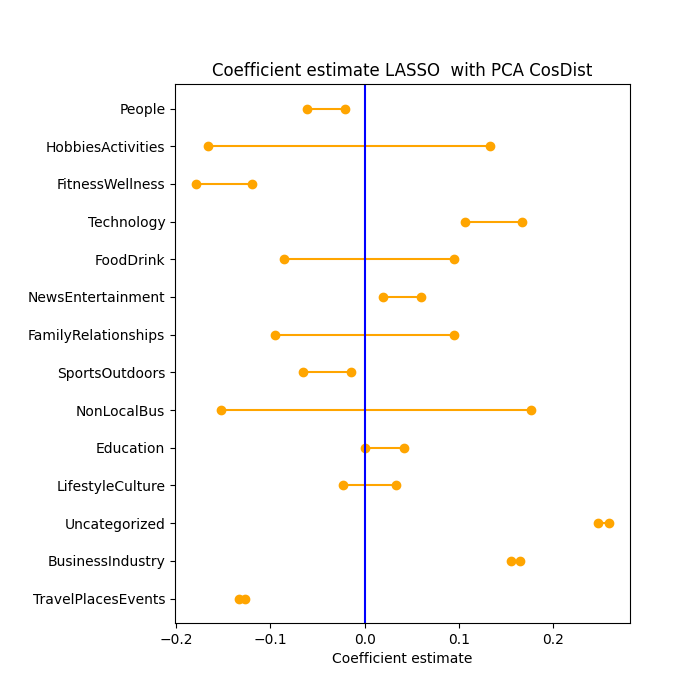 Coefficient estimate LASSO  with PCA CosDist
People
HobbiesActivities
FitnessWellness
Technology
FoodDrink
NewsEntertainment
FamilyRelationships
SportsOutdoors
NonLocalBus
Education
LifestyleCulture
Uncategorized
BusinessIndustry
TravelPlacesEvents
−0.2 −0.1 0.0 0.1 0.2
Coefficient estimate